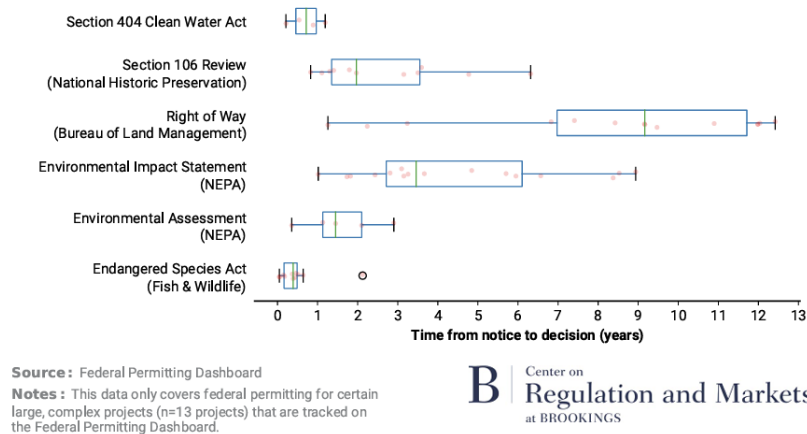 Section 404 Clean Water Act
Section 106 Review
(National Historic Preservation)
Right of Way
(Bureau of Land Management)
Environmental Impact Statement
(NEPA)
Environmental Assessment
(NEPA)
Endangered Species Act
(Fish & Wildlife)
0 1 2 3 4 5 6 7 8 9 10 11 12 13
Time from notice to decision (years)
Source: Federal Permitting Dashboard
Notes: This data only covers federal permitting for certain
large, complex projects (n=13 projects) that are tracked on
the Federal Permitting Dashboard.
B
Center on
Regulation and Markets
at BROOKINGS